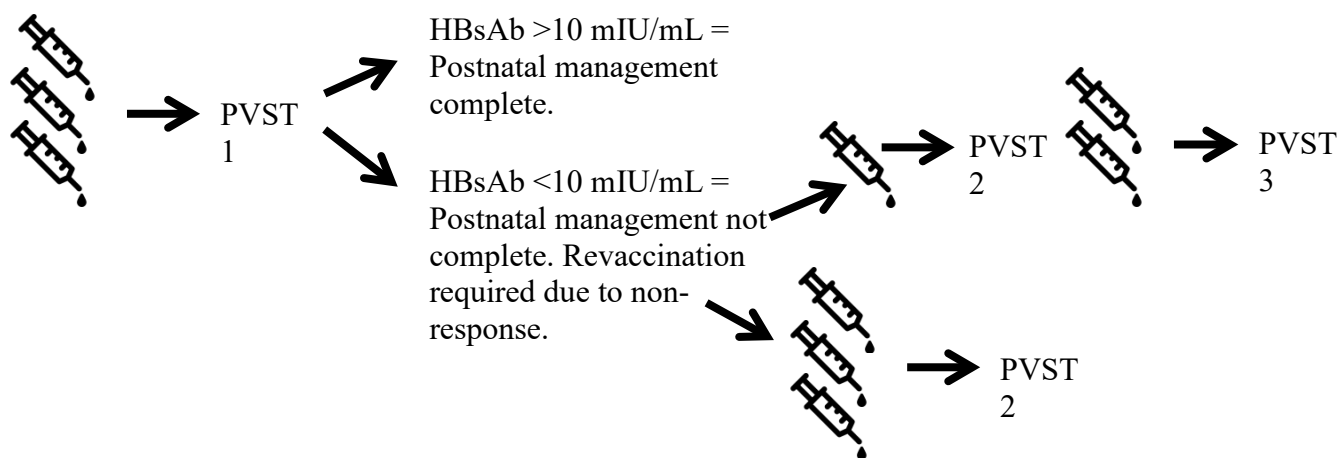 HBsAb >10 mIU/mL =
Postnatal management
complete.
PVST
1
HBsAb <10 mIU/mL =
Postnatal management not
complete. Revaccination
required due to non-
response.
PVST
2
PVST
3
PVST
2